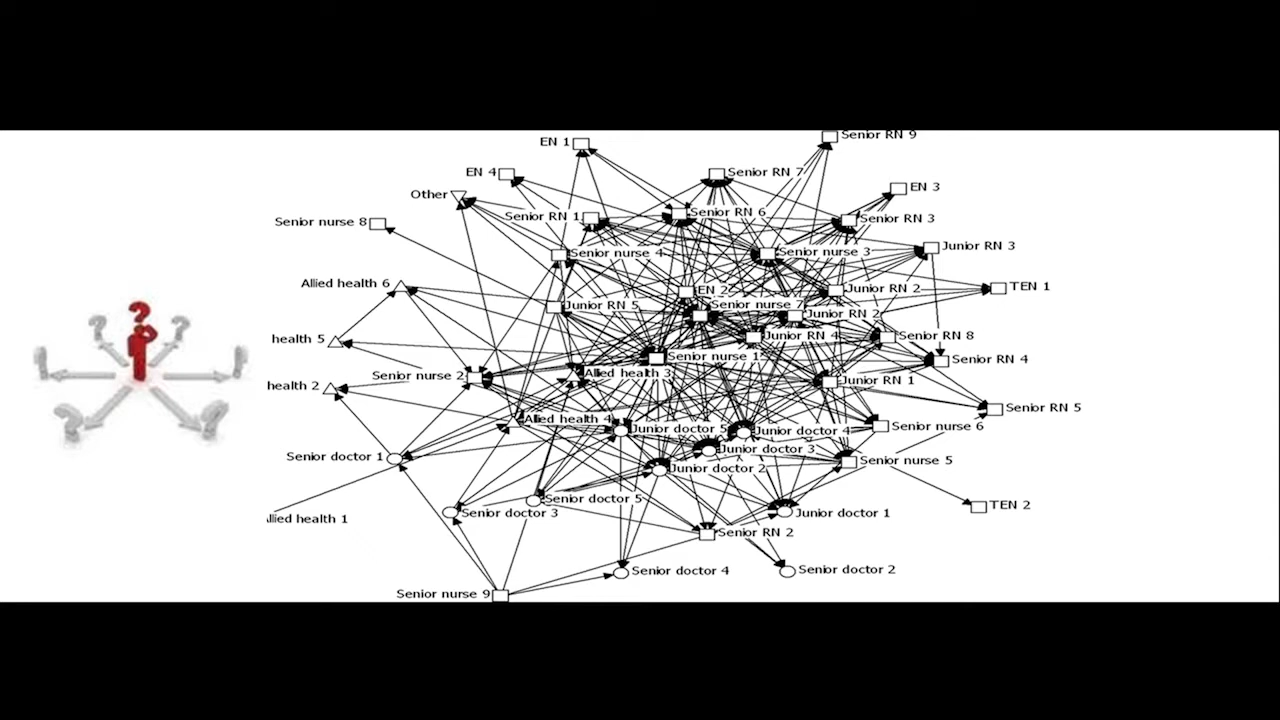 Senior RN 9
EN 1
EN 4
Senior RN 7
EN 3
Other
Senior RN 1
Senior RN 6
Senior RN 3
Senior nurse 8
Senior nurse 4
Senior nurse 3
Junior RN 3
Allied health 6
EN 2
Junior RN 2
TEN 1
Junior RN 5
Senior nurse 7
Junior RN 2
health 5
Junior RN 4
Senior RN 8
Senior nurse 1
Senior RN 4
Senior nurse 2
Allied health 3
Junior RN 1
health 2
Senior RN 5
Allied health 4
Junior doctor 5
Junior doctor 4
Senior nurse 6
Junior doctor 3
Senior doctor 1
Junior doctor 2
Senior nurse 5
Senior doctor 5
Senior doctor 3
Junior doctor 1
TEN 2
llied health 1
Senior RN 2
Senior doctor 4
Senior doctor 2
Senior nurse 9